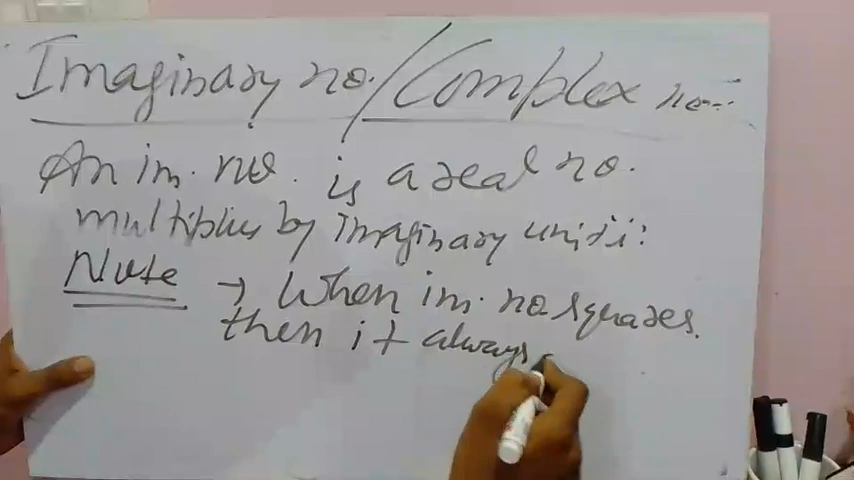 Imaginary no./Complex no..
An im. no. is a real no.
multiplies by imaginary unit i:
Note → When im. no squares.
then it always